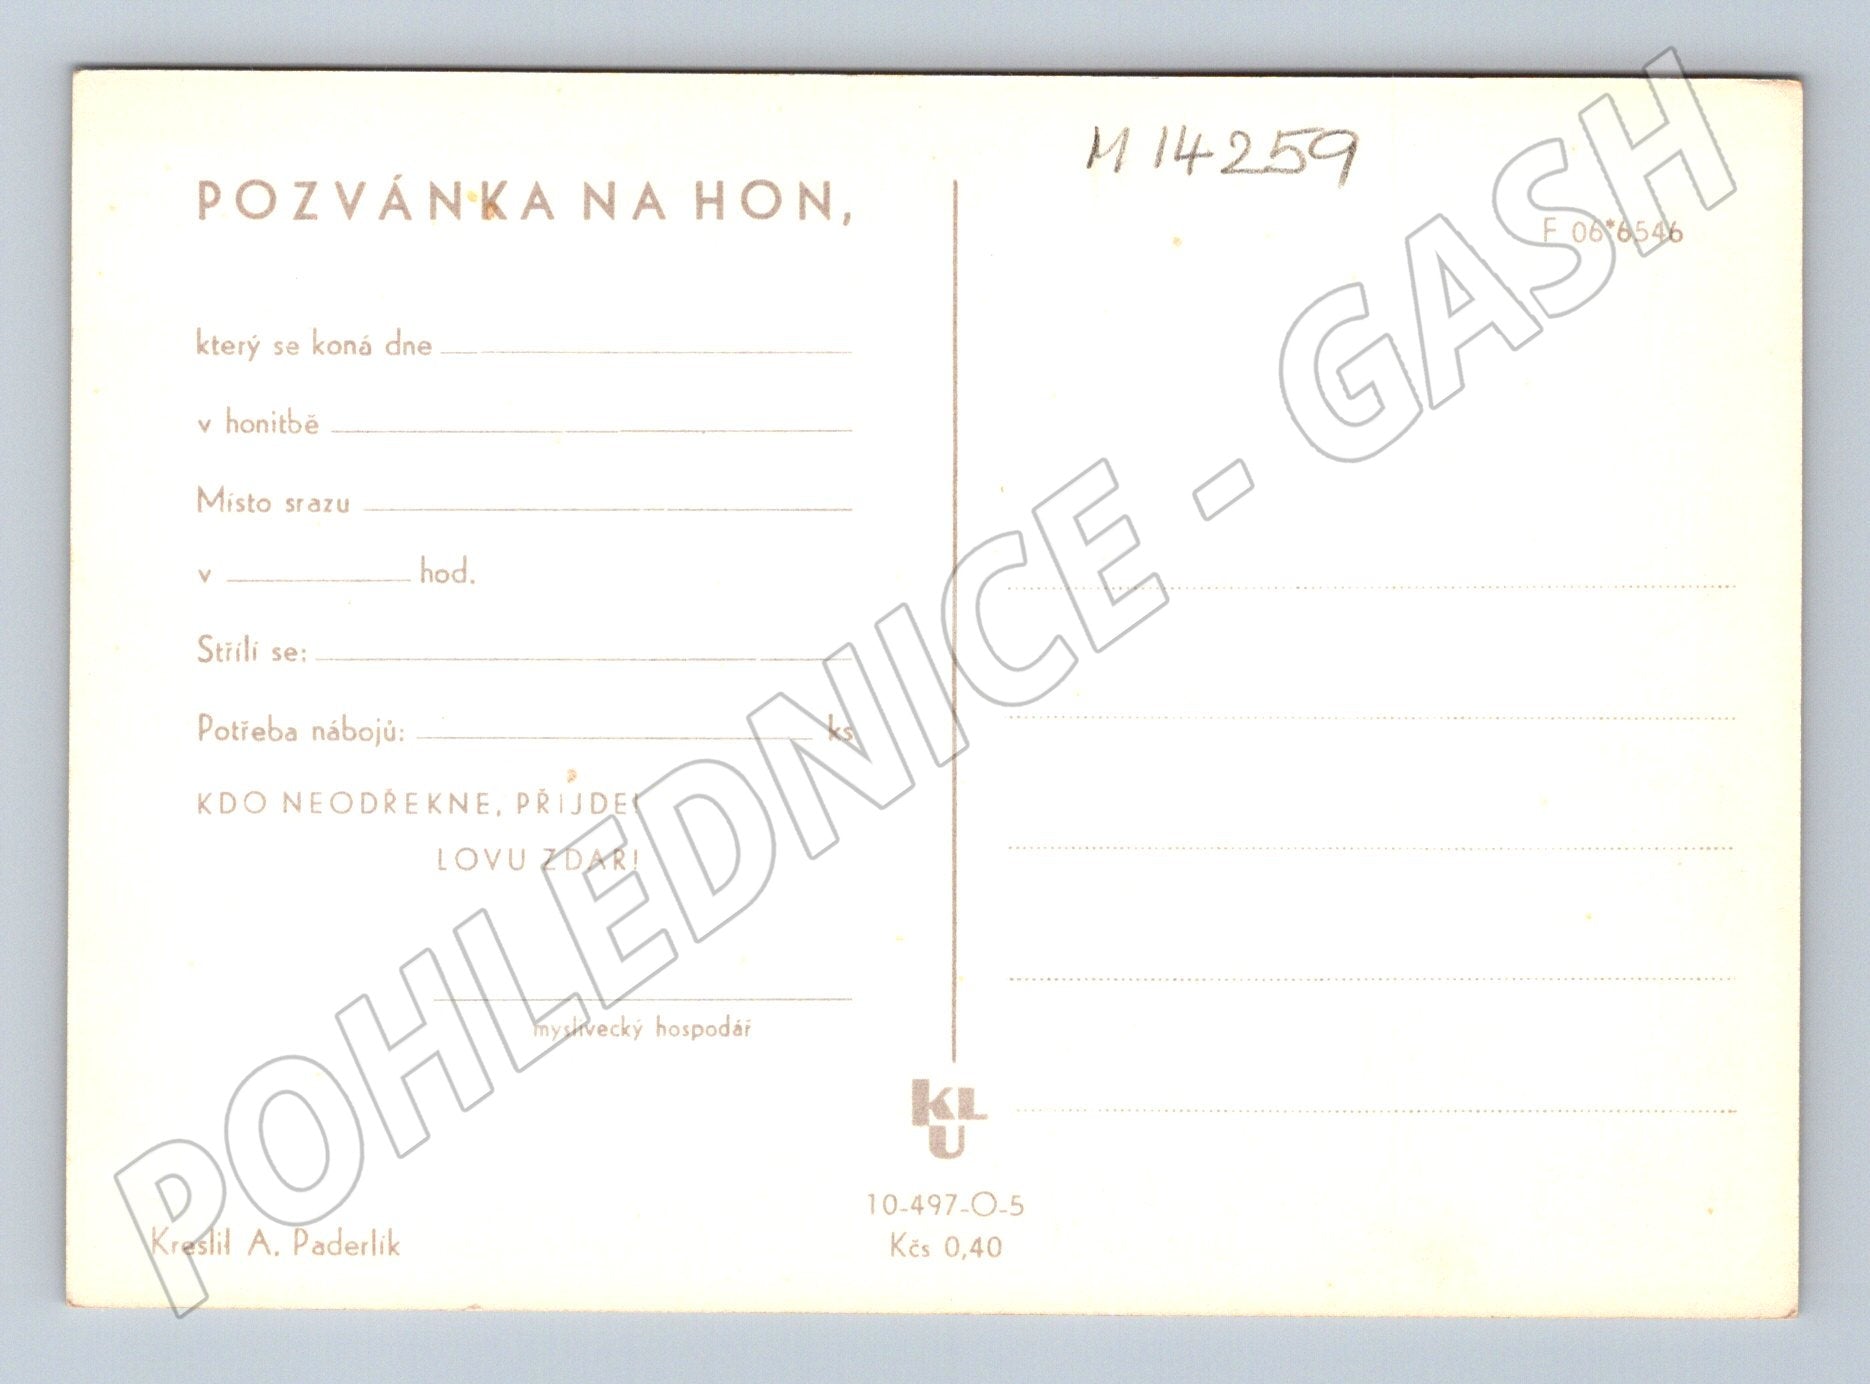 POZVÁNKA NA HON,
který se koná dne
v honitbě
Místo srazu
v hod.
Střílí se:
Potřeba nábojů: ks
KDO NEODŘEKNE, PŘIJDE!
LOVU ZDAR!
myslivecký hospodář
Kreslil A. Paderlík
KLU
10-497-O-5
Kčs 0,40
M 14259
F 06*6546
POHLEDNICE - GASH